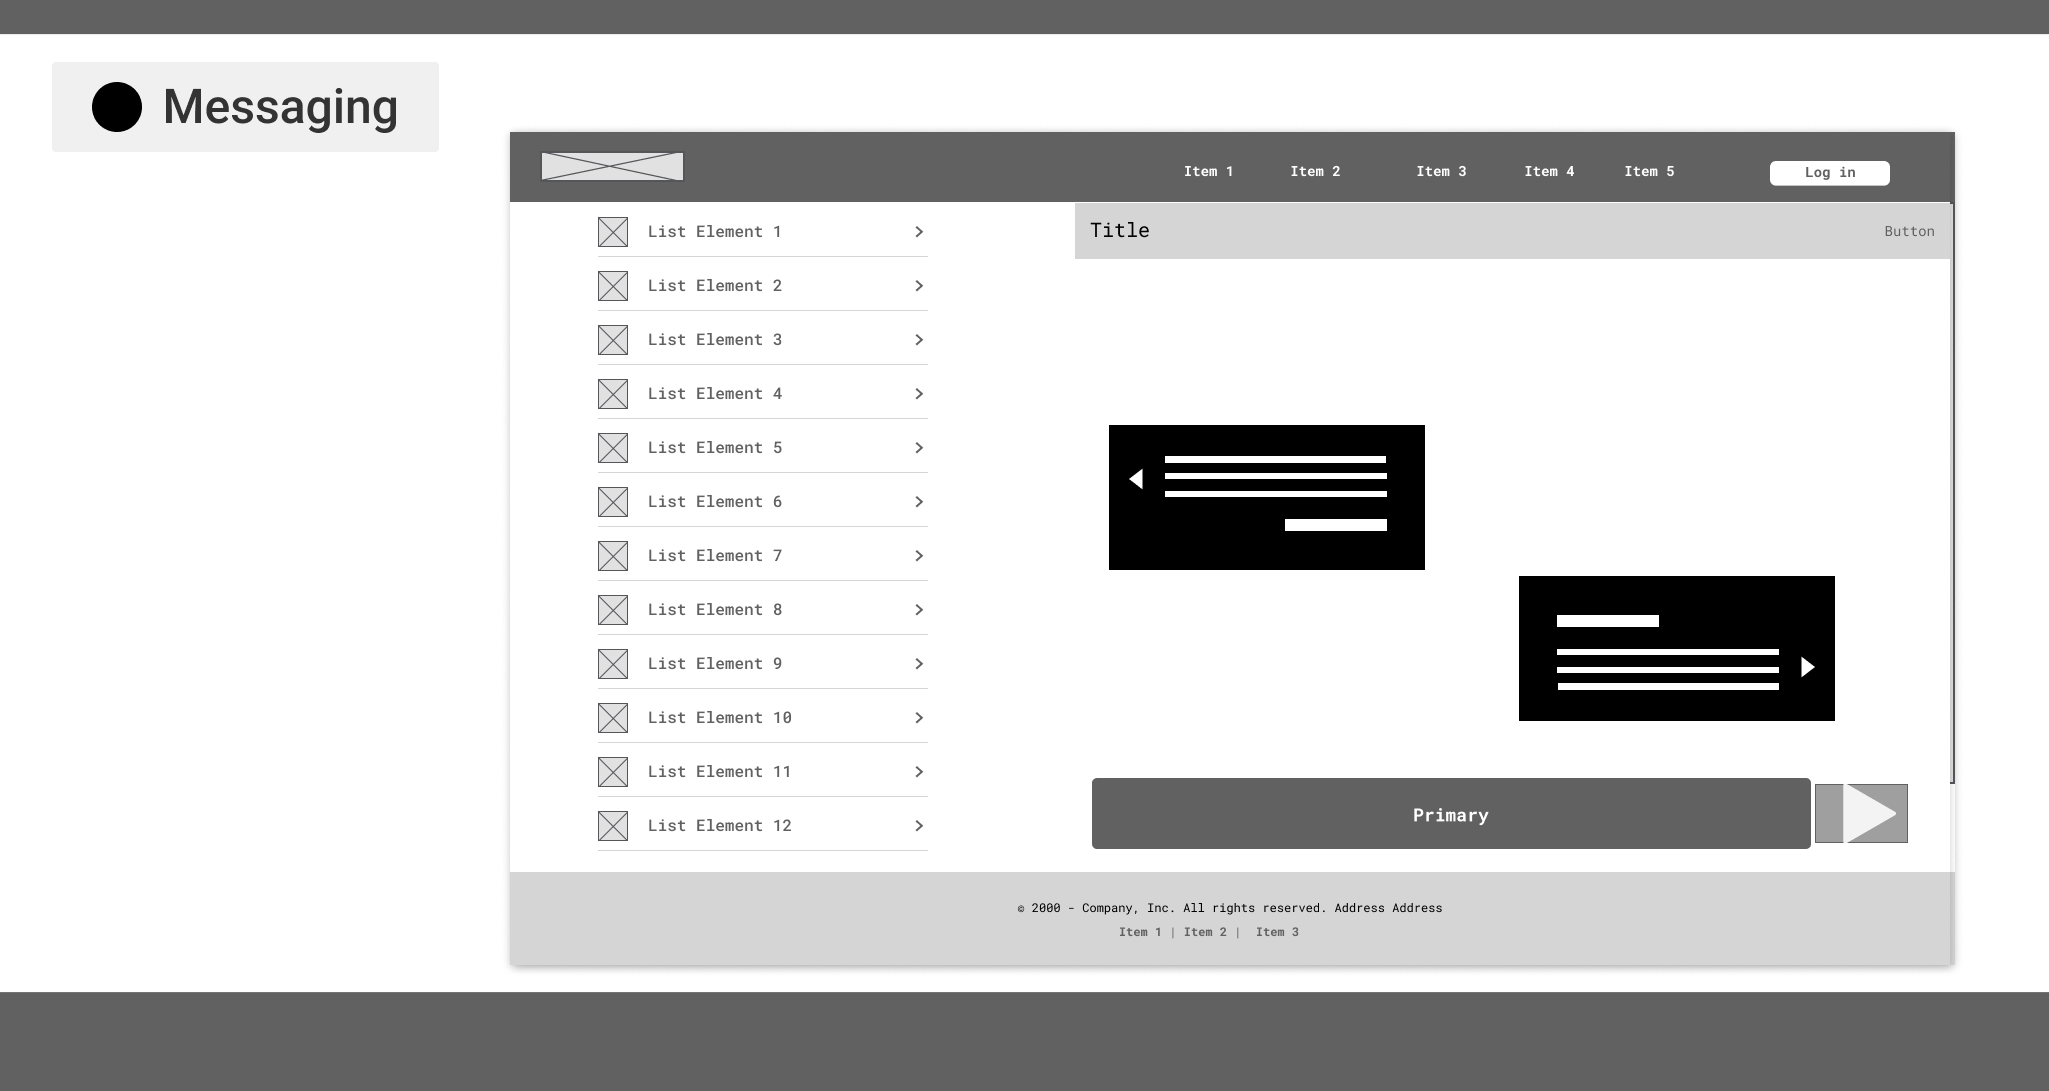 Messaging
Item 1 Item 2 Item 3 Item 4 Item 5 Log in
List Element 1
List Element 2
List Element 3
List Element 4
List Element 5
List Element 6
List Element 7
List Element 8
List Element 9
List Element 10
List Element 11
List Element 12
Title Button
Primary
© 2000 - Company, Inc. All rights reserved. Address Address
Item 1 | Item 2 | Item 3